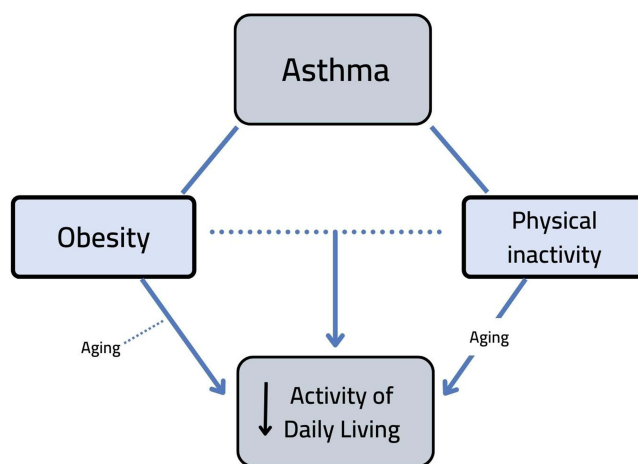 Asthma
Obesity
Physical
inactivity
Aging
Aging
Activity of
Daily Living